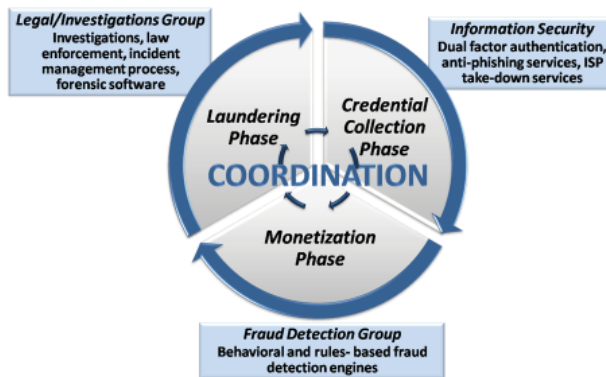 Legal/Investigations Group
Investigations, law
enforcement, incident
management process,
forensic software
Information Security
Dual factor authentication,
anti-phishing services, ISP
take-down services
Laundering
Phase
Credential
Collection
Phase
COORDINATION
Monetization
Phase
Fraud Detection Group
Behavioral and rules- based fraud
detection engines